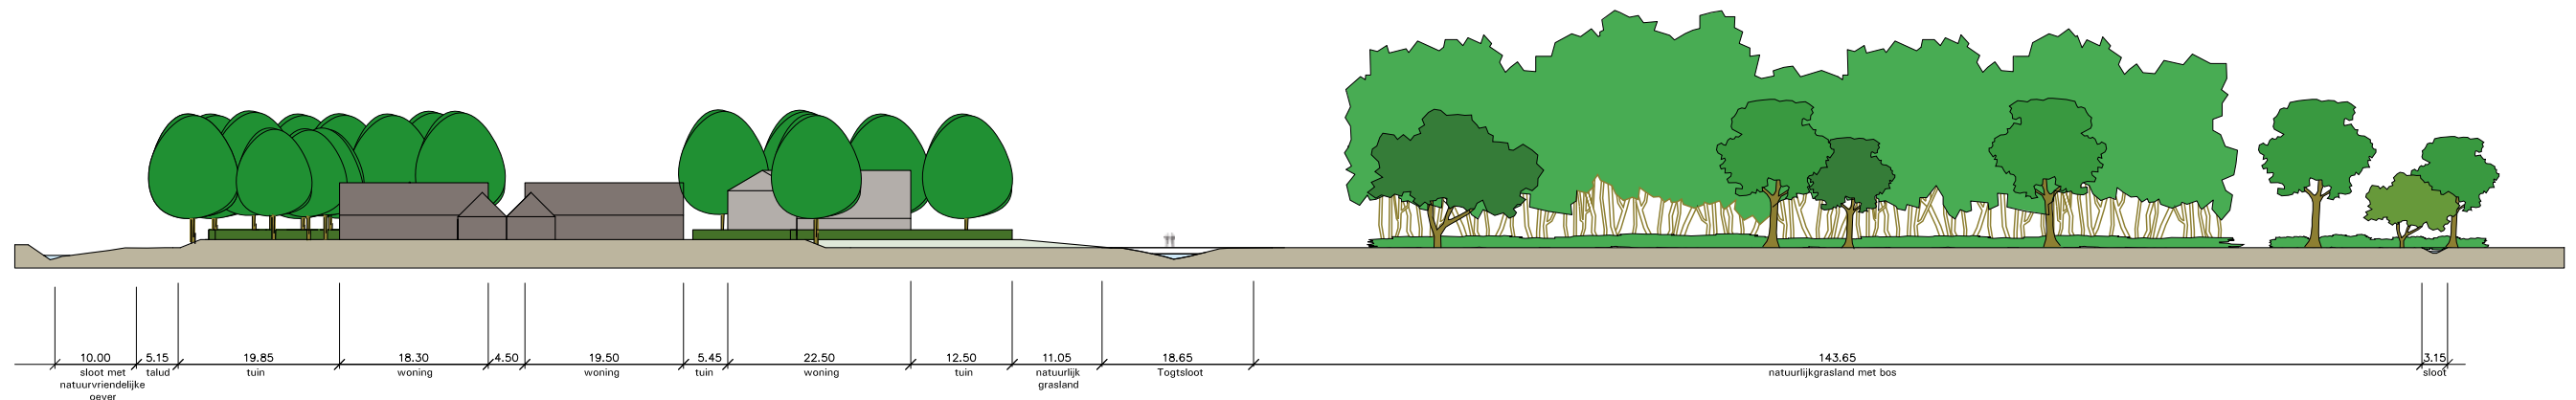 10.00 5.15 19.85 18.30 4.50 19.50 5.45 22.50 12.50 11.05 18.65 143.65 3.15
sloot met talud tuin woning woning tuin woning tuin natuurlijk Togtsloot natuurlijkgrasland met bos sloot
natuurvriendelijke grasland
oever